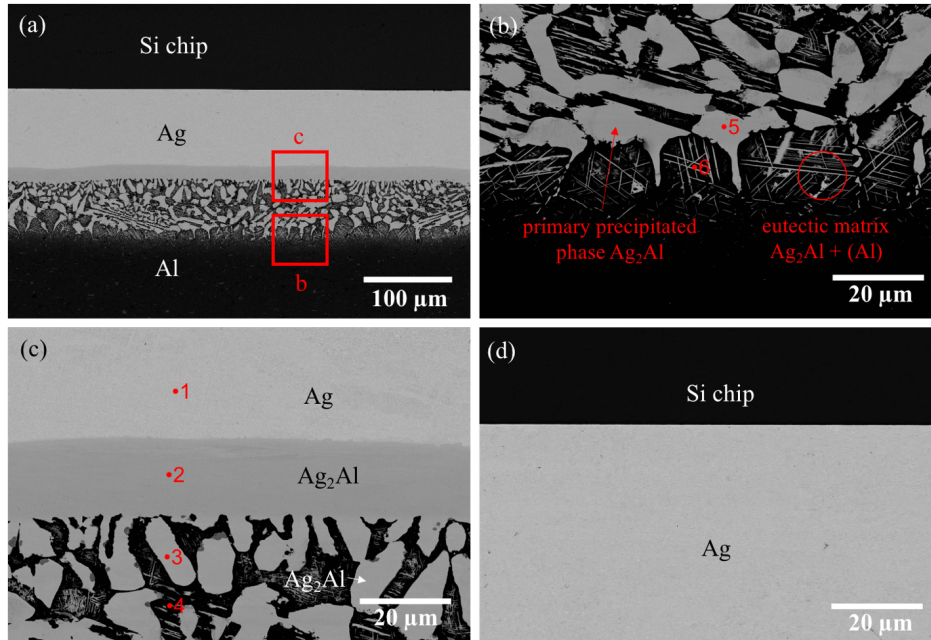 (a)
Si chip
Ag
c
Al
b
100 µm
(b)
5
6
primary precipitated
phase Ag₂Al
eutectic matrix
Ag₂Al + (Al)
20 µm
(c)
1
Ag
2
Ag₂Al
3
Ag₂Al
4
20 µm
(d)
Si chip
Ag
20 µm